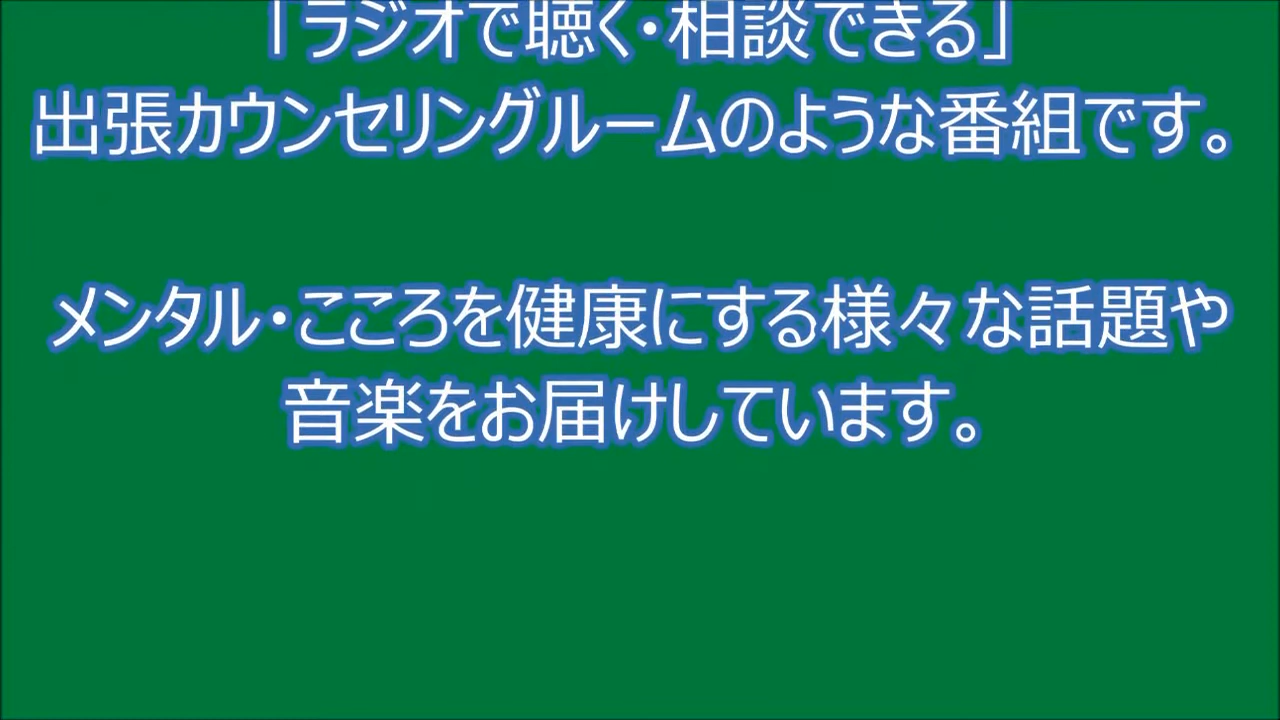 「ラジオで聴く・相談できる」
出張カウンセリングルームのような番組です。
メンタル・こころを健康にする様々な話題や
音楽をお届けしています。